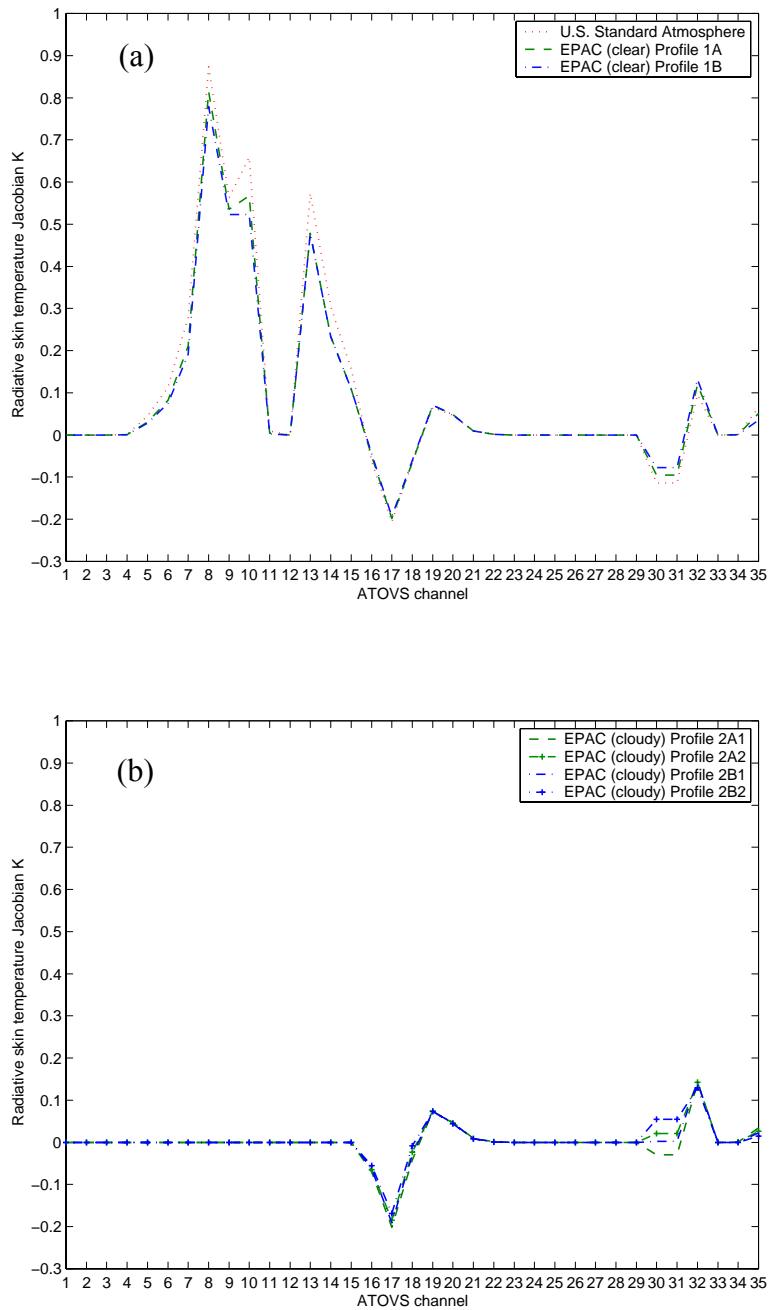 1
0.9
0.8
0.7
0.6
0.5
0.4
0.3
0.2
0.1
0
−0.1
−0.2
−0.3
Radiative skin temperature Jacobian K
(a)
U.S. Standard Atmosphere
EPAC (clear) Profile 1A
EPAC (clear) Profile 1B
1 2 3 4 5 6 7 8 9 10 11 12 13 14 15 16 17 18 19 20 21 22 23 24 25 26 27 28 29 30 31 32 33 34 35
ATOVS channel
1
0.9
0.8
0.7
0.6
0.5
0.4
0.3
0.2
0.1
0
−0.1
−0.2
−0.3
Radiative skin temperature Jacobian K
(b)
EPAC (cloudy) Profile 2A1
EPAC (cloudy) Profile 2A2
EPAC (cloudy) Profile 2B1
EPAC (cloudy) Profile 2B2
1 2 3 4 5 6 7 8 9 10 11 12 13 14 15 16 17 18 19 20 21 22 23 24 25 26 27 28 29 30 31 32 33 34 35
ATOVS channel